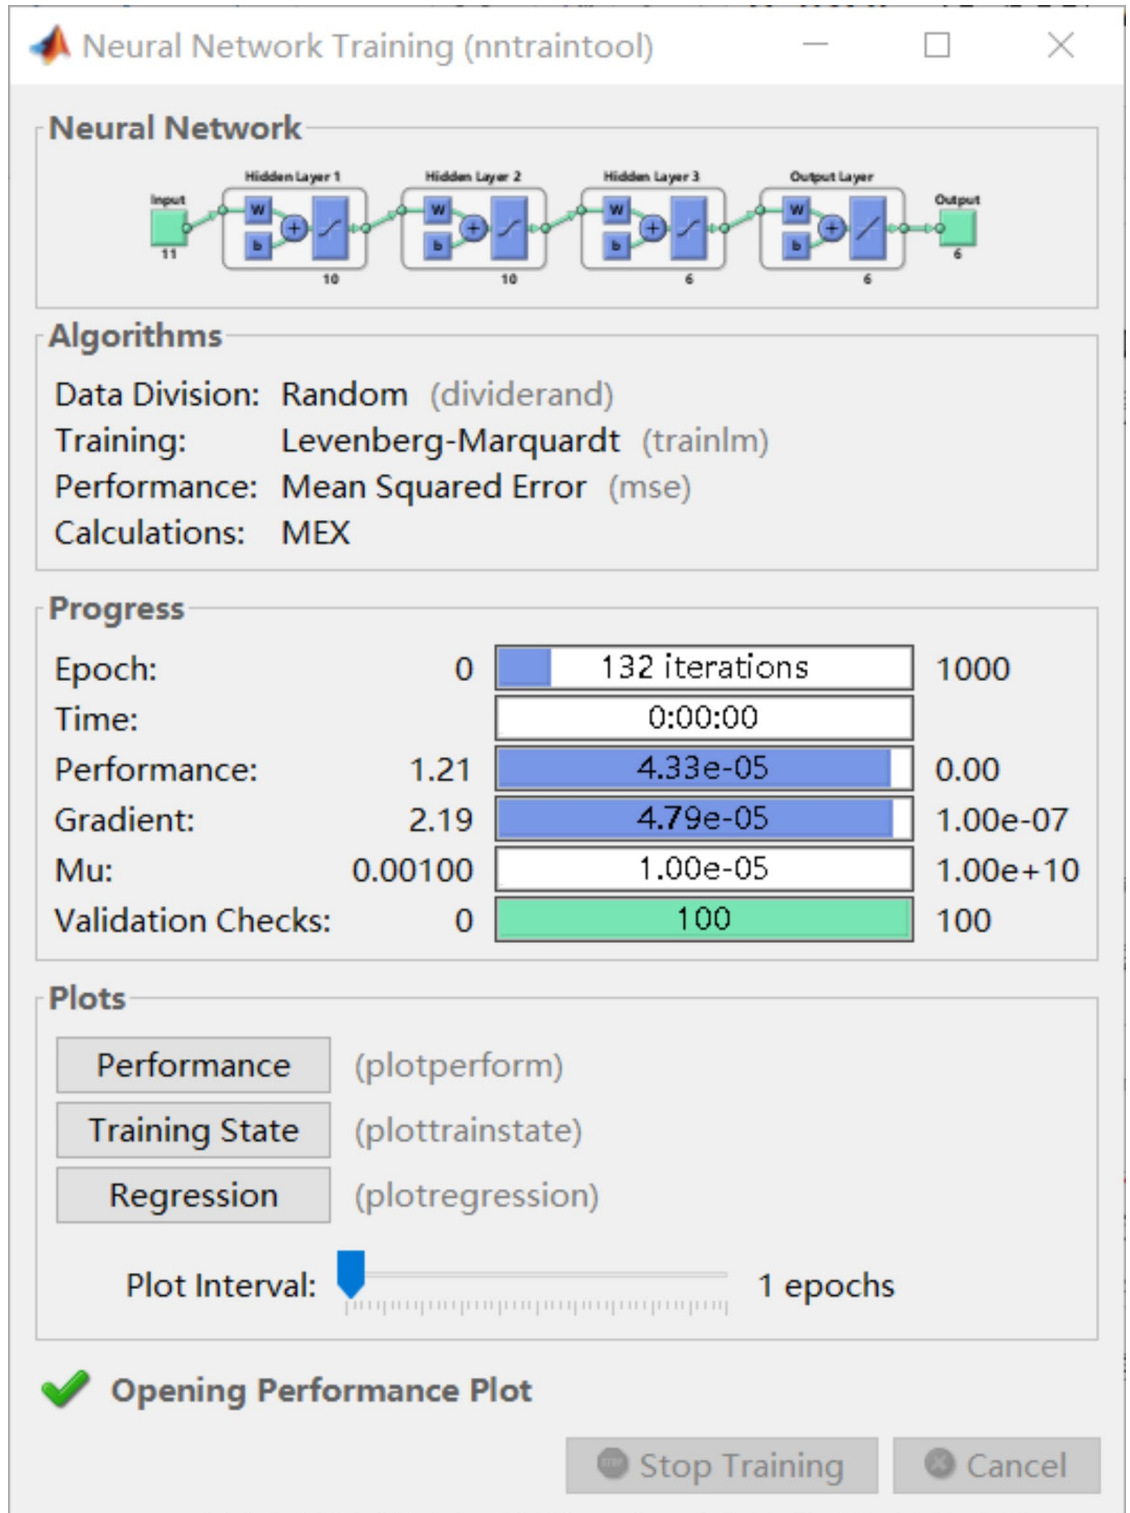 Neural Network Training (nntraintool)
Neural Network
Hidden Layer 1 Hidden Layer 2 Hidden Layer 3 Output Layer
Input Output
W W W W
b b b b
11 6
10 10 6 6
Algorithms
Data Division: Random (dividerand)
Training: Levenberg-Marquardt (trainlm)
Performance: Mean Squared Error (mse)
Calculations: MEX
Progress
Epoch: 0 132 iterations 1000
Time: 0:00:00
Performance: 1.21 4.33e-05 0.00
Gradient: 2.19 4.79e-05 1.00e-07
Mu: 0.00100 1.00e-05 1.00e+10
Validation Checks: 0 100 100
Plots
Performance (plotperform)
Training State (plottrainstate)
Regression (plotregression)
Plot Interval: 1 epochs
Opening Performance Plot
Stop Training Cancel